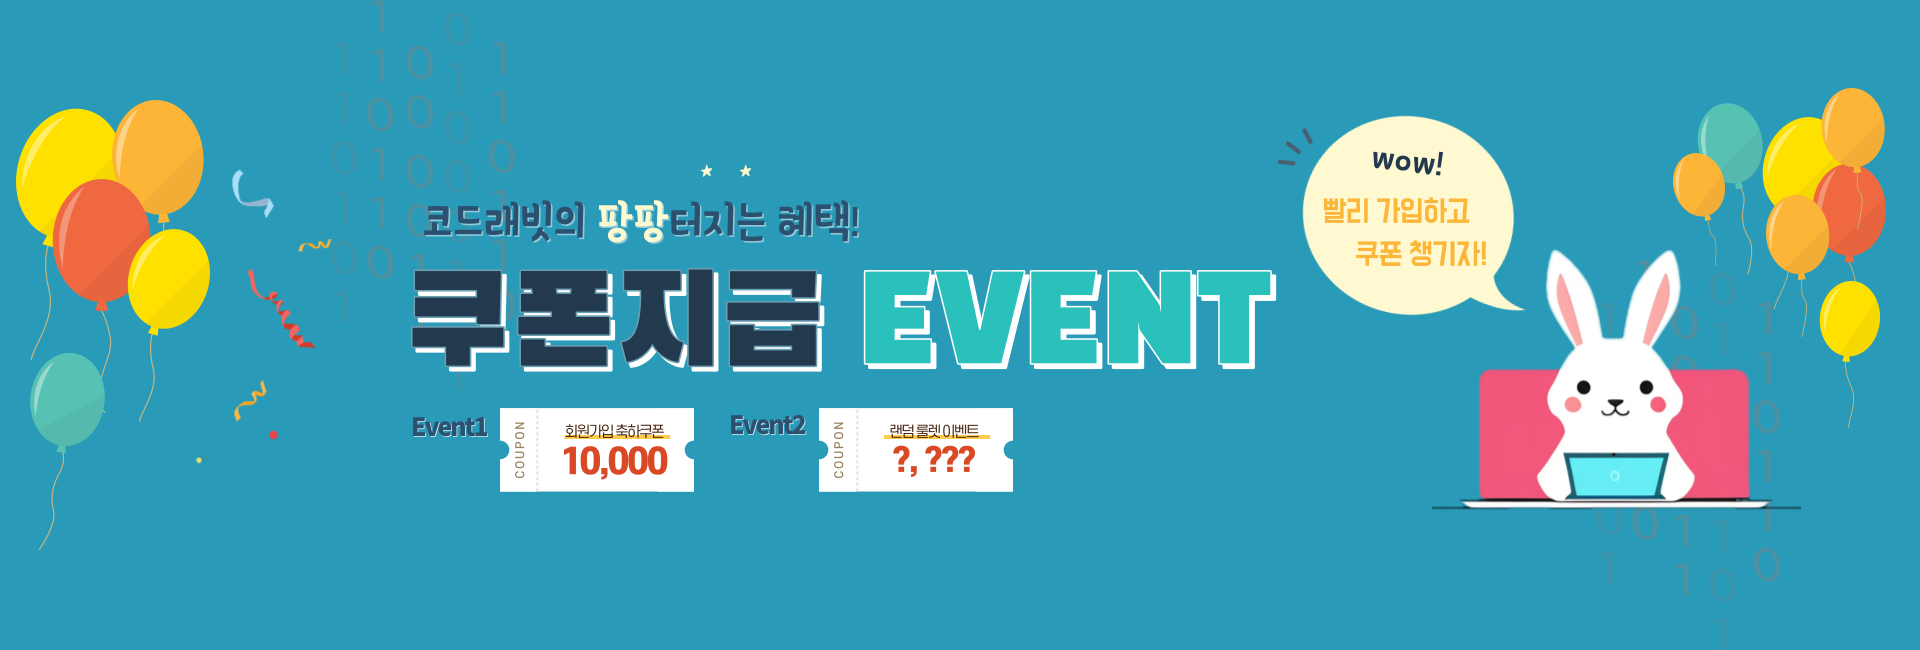 코드래빗의 팡팡터지는 혜택!
쿠폰지급 EVENT
Event1
COUPON
회원가입 축하쿠폰
10,000
Event2
COUPON
랜덤 룰렛 이벤트
?, ???
wow!
빨리 가입하고
쿠폰 챙기자!